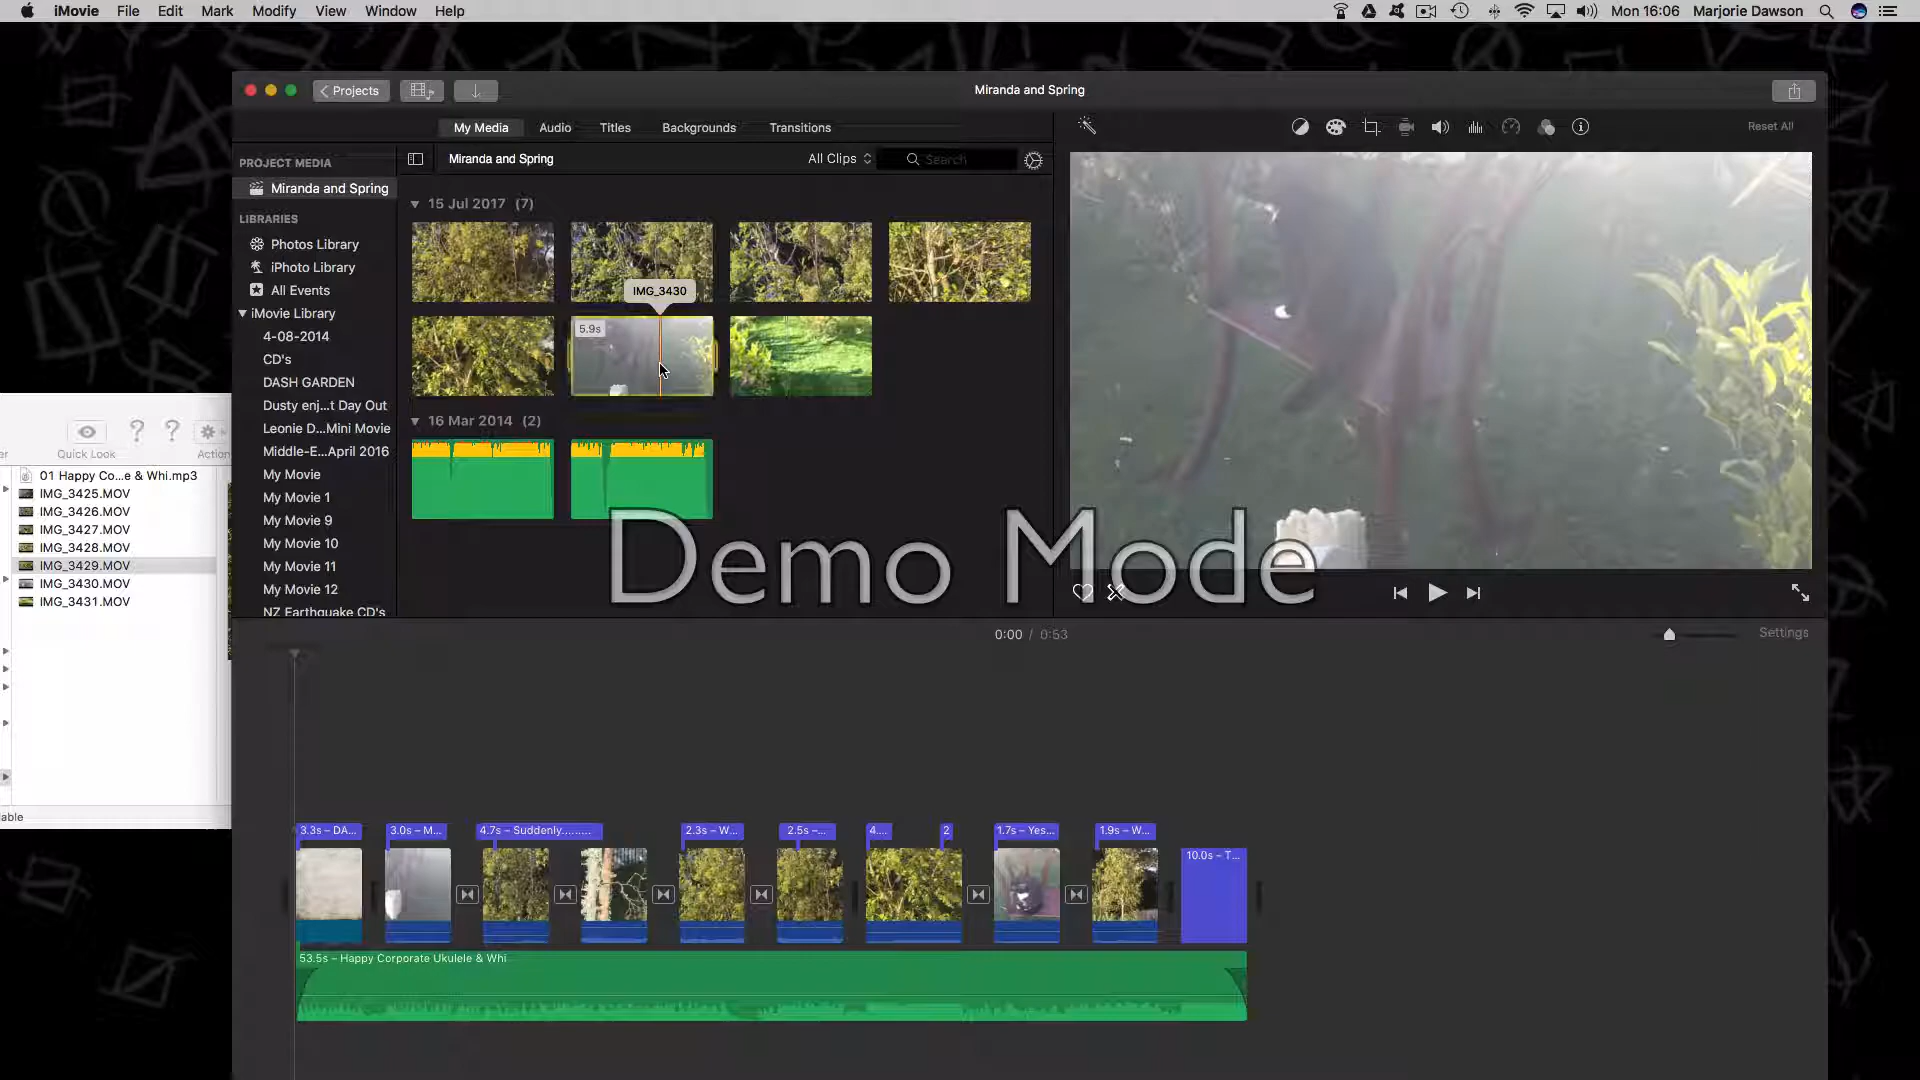 iMovie File Edit Mark Modify View Window Help
Mon 16:06 Marjorie Dawson
Projects
Miranda and Spring
My Media Audio Titles Backgrounds Transitions
Reset All
PROJECT MEDIA
Miranda and Spring
LIBRARIES
Photos Library
iPhoto Library
All Events
iMovie Library
4-08-2014
CD's
DASH GARDEN
Dusty enj...t Day Out
Leonie D...Mini Movie
Middle-E...April 2016
My Movie
My Movie 1
My Movie 9
My Movie 10
My Movie 11
My Movie 12
NZ Earthquake CD's
Miranda and Spring
All Clips
Search
15 Jul 2017 (7)
IMG_3430
5.9s
16 Mar 2014 (2)
Demo Mode
Quick Look
Action
01 Happy Co...e & Whi.mp3
IMG_3425.MOV
IMG_3426.MOV
IMG_3427.MOV
IMG_3428.MOV
IMG_3429.MOV
IMG_3430.MOV
IMG_3431.MOV
lable
0:00 / 0:53
Settings
3.3s – DA...
3.0s – M...
4.7s – Suddenly.........
2.3s – W...
2.5s –...
4....
2
1.7s – Yes...
1.9s – W...
10.0s – T...
53.5s – Happy Corporate Ukulele & Whi